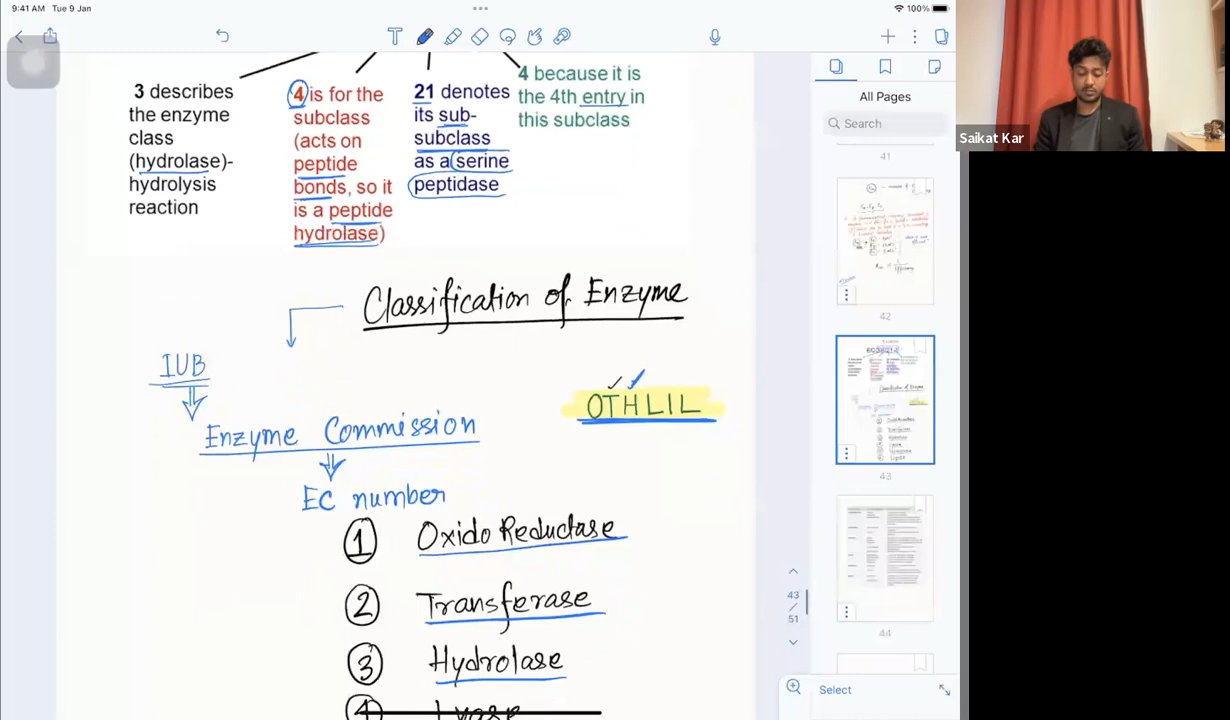 9:41 AM Tue 9 Jan
100%
All Pages
Search
41
42
43
44
43
/
51
Select
Saikat Kar
3 describes
the enzyme
class
(hydrolase)-
hydrolysis
reaction
4 is for the
subclass
(acts on
peptide
bonds, so it
is a peptide
hydrolase)
21 denotes
its sub-
subclass
as a serine
peptidase
4 because it is
the 4th entry in
this subclass
Classification of Enzyme
IUB
OTHLIL
Enzyme Commission
EC number
1 Oxido Reductase
2 Transferase
3 Hydrolase
4 Lyase